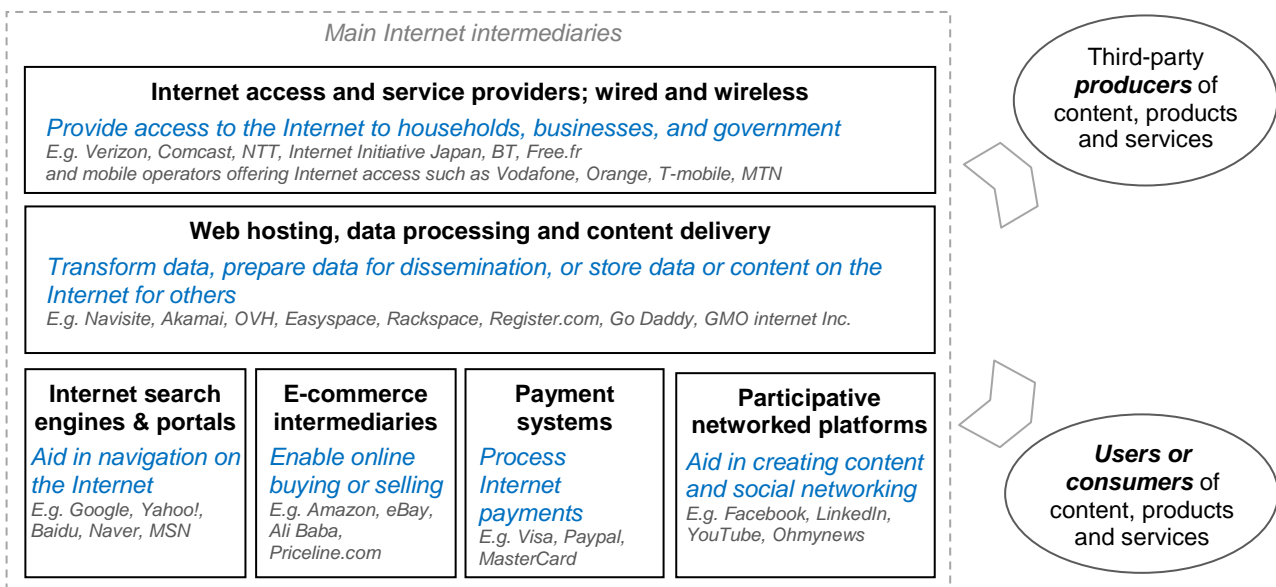 Main Internet intermediaries
Internet access and service providers; wired and wireless
Provide access to the Internet to households, businesses, and government
E.g. Verizon, Comcast, NTT, Internet Initiative Japan, BT, Free.fr
and mobile operators offering Internet access such as Vodafone, Orange, T-mobile, MTN
Web hosting, data processing and content delivery
Transform data, prepare data for dissemination, or store data or content on the
Internet for others
E.g. Navisite, Akamai, OVH, Easyspace, Rackspace, Register.com, Go Daddy, GMO internet Inc.
Internet search
engines & portals
Aid in navigation on
the Internet
E.g. Google, Yahoo!,
Baidu, Naver, MSN
E-commerce
intermediaries
Enable online
buying or selling
E.g. Amazon, eBay,
Ali Baba,
Priceline.com
Payment
systems
Process
Internet
payments
E.g. Visa, Paypal,
MasterCard
Participative
networked platforms
Aid in creating content
and social networking
E.g. Facebook, LinkedIn,
YouTube, Ohmynews
Third-party
producers of
content, products
and services
Users or
consumers of
content, products
and services